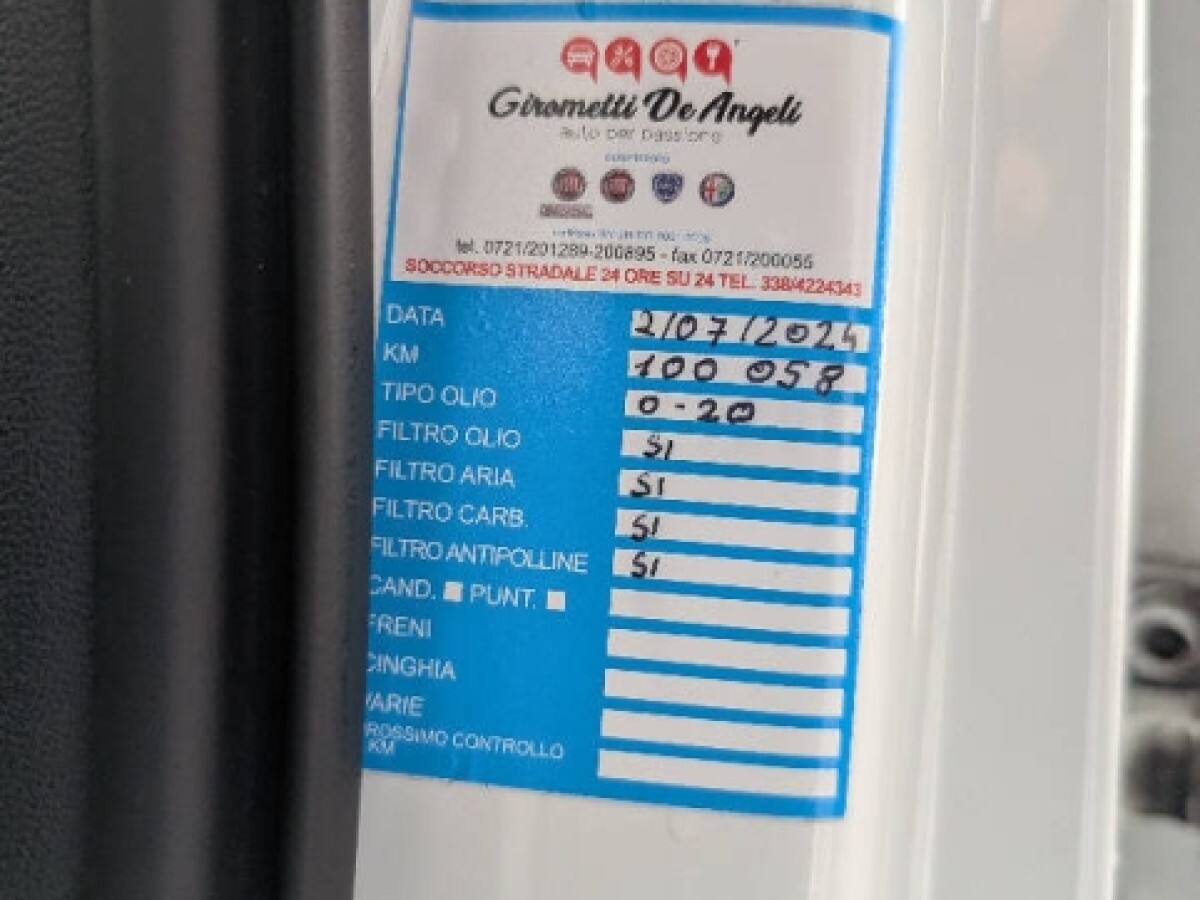 Girometti De Angeli
auto per passione
tel. 0721/201289-200895 - fax 0721/200055
SOCCORSO STRADALE 24 ORE SU 24 TEL. 338/4224343
DATA 2/07/2024
KM 100 058
TIPO OLIO 0-20
FILTRO OLIO SI
FILTRO ARIA SI
FILTRO CARB. SI
FILTRO ANTIPOLLINE SI
CAND. PUNT.
FRENI
CINGHIA
VARIE
ROSSIMO CONTROLLO
KM